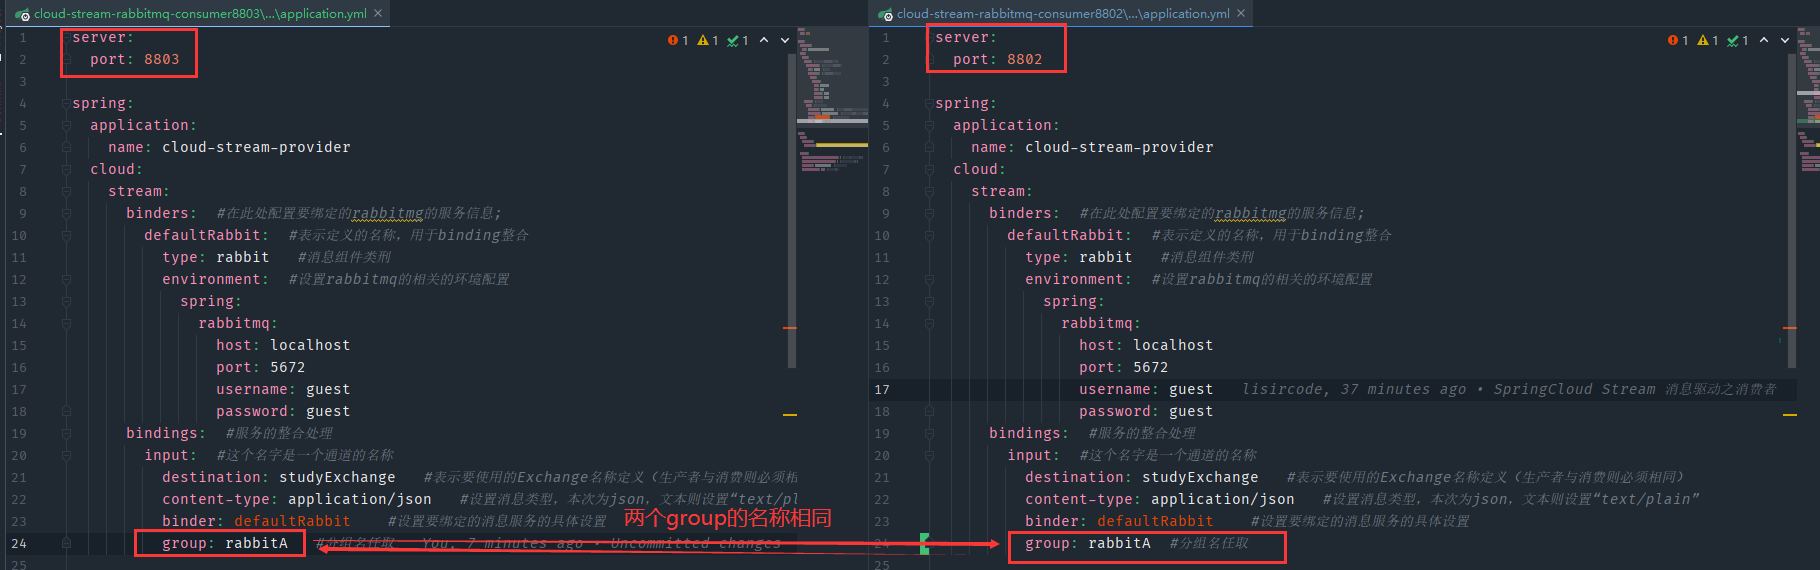 cloud-stream-rabbitmq-consumer8803\...\application.yml
1 server:
2 port: 8803
3
4 spring:
5 application:
6 name: cloud-stream-provider
7 cloud:
8 stream:
9 binders: #在此处配置要绑定的rabbitmg的服务信息;
10 defaultRabbit: #表示定义的名称，用于binding整合
11 type: rabbit #消息组件类刑
12 environment: #设置rabbitmq的相关的环境配置
13 spring:
14 rabbitmq:
15 host: localhost
16 port: 5672
17 username: guest
18 password: guest
19 bindings: #服务的整合处理
20 input: #这个名字是一个通道的名称
21 destination: studyExchange #表示要使用的Exchange名称定义（生产者与消费则必须相
22 content-type: application/json #设置消息类型，本次为json，文本则设置“text/pl
23 binder: defaultRabbit #设置要绑定的消息服务的具体设置
24 group: rabbitA #分组名任取 You, 7 minutes ago • Uncommitted changes
25
1 1 1
两个group的名称相同
cloud-stream-rabbitmq-consumer8802\...\application.yml
1 server:
2 port: 8802
3
4 spring:
5 application:
6 name: cloud-stream-provider
7 cloud:
8 stream:
9 binders: #在此处配置要绑定的rabbitmg的服务信息;
10 defaultRabbit: #表示定义的名称，用于binding整合
11 type: rabbit #消息组件类刑
12 environment: #设置rabbitmq的相关的环境配置
13 spring:
14 rabbitmq:
15 host: localhost
16 port: 5672
17 username: guest lisircode, 37 minutes ago • SpringCloud Stream 消息驱动之消费者
18 password: guest
19 bindings: #服务的整合处理
20 input: #这个名字是一个通道的名称
21 destination: studyExchange #表示要使用的Exchange名称定义（生产者与消费则必须相同）
22 content-type: application/json #设置消息类型，本次为json，文本则设置“text/plain”
23 binder: defaultRabbit #设置要绑定的消息服务的具体设置
24 group: rabbitA #分组名任取
25
1 1 1